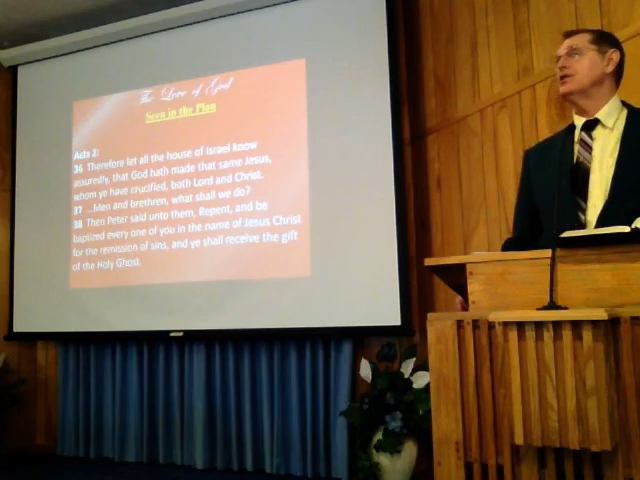 The Love of God
Seen in the Plan
Acts 2:
36 Therefore let all the house of Israel know
assuredly, that God hath made that same Jesus,
whom ye have crucified, both Lord and Christ.
37 ...Men and brethren, what shall we do?
38 Then Peter said unto them, Repent, and be
baptized every one of you in the name of Jesus Christ
for the remission of sins, and ye shall receive the gift
of the Holy Ghost.